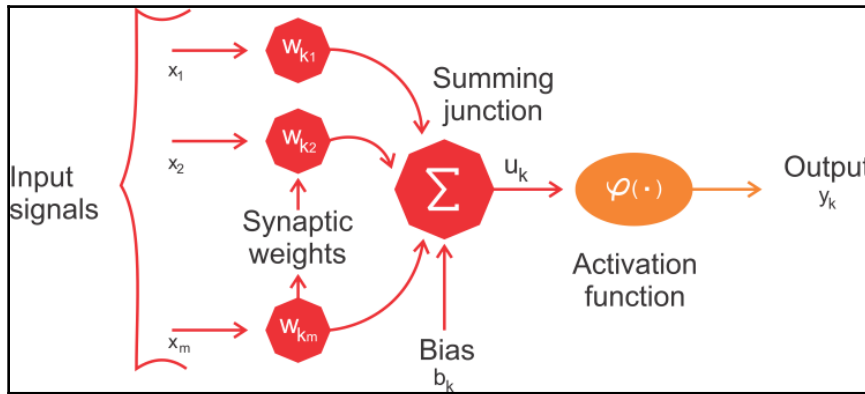 Input
signals
x1
x2
xm
wk1
wk2
wkm
Synaptic
weights
Summing
junction
Σ
Bias
bk
uk
φ(·)
Activation
function
Output
yk